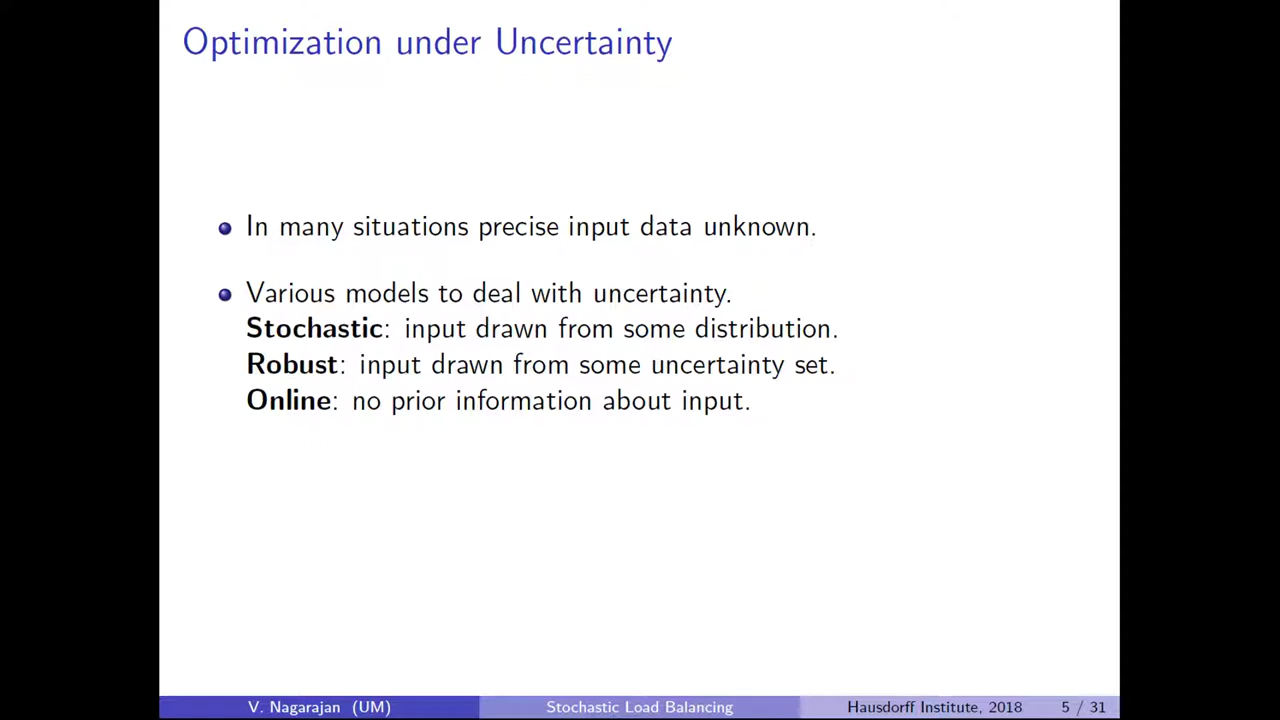 Optimization under Uncertainty
In many situations precise input data unknown.
Various models to deal with uncertainty.
Stochastic: input drawn from some distribution.
Robust: input drawn from some uncertainty set.
Online: no prior information about input.
V. Nagarajan (UM) Stochastic Load Balancing Hausdorff Institute, 2018 5 / 31